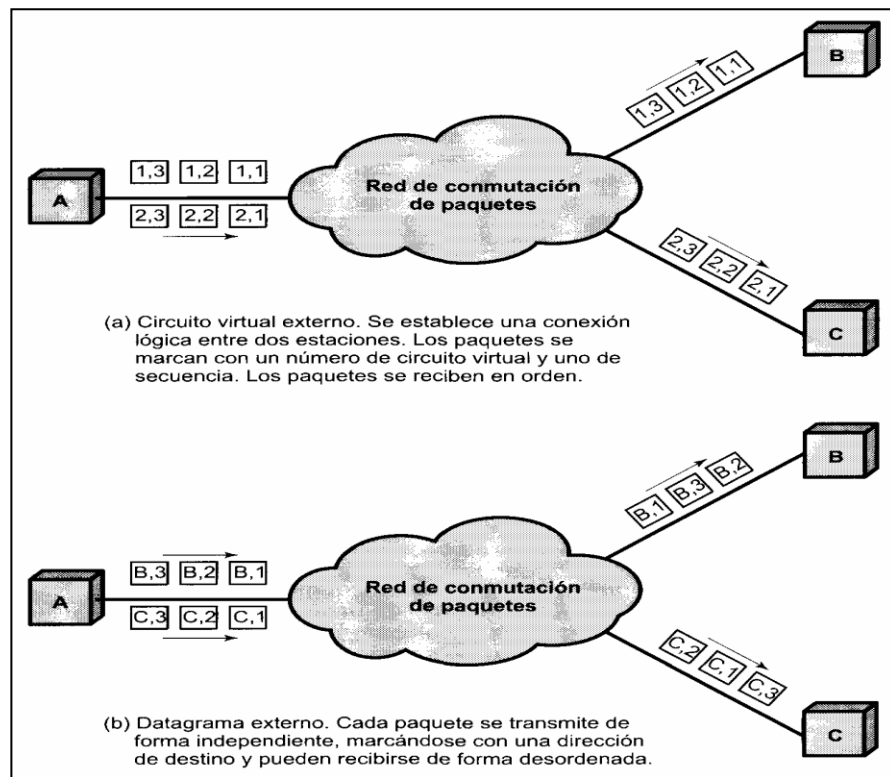 B
1,3 1,2 1,1
1,3 1,2 1,1
A
Red de conmutación
de paquetes
2,3 2,2 2,1
2,3 2,2 2,1
C
(a) Circuito virtual externo. Se establece una conexión
lógica entre dos estaciones. Los paquetes se
marcan con un número de circuito virtual y uno de
secuencia. Los paquetes se reciben en orden.
B
B,1 B,3 B,2
B,3 B,2 B,1
A
Red de conmutación
de paquetes
C,3 C,2 C,1
C,2 C,1 C,3
C
(b) Datagrama externo. Cada paquete se transmite de
forma independiente, marcándose con una dirección
de destino y pueden recibirse de forma desordenada.